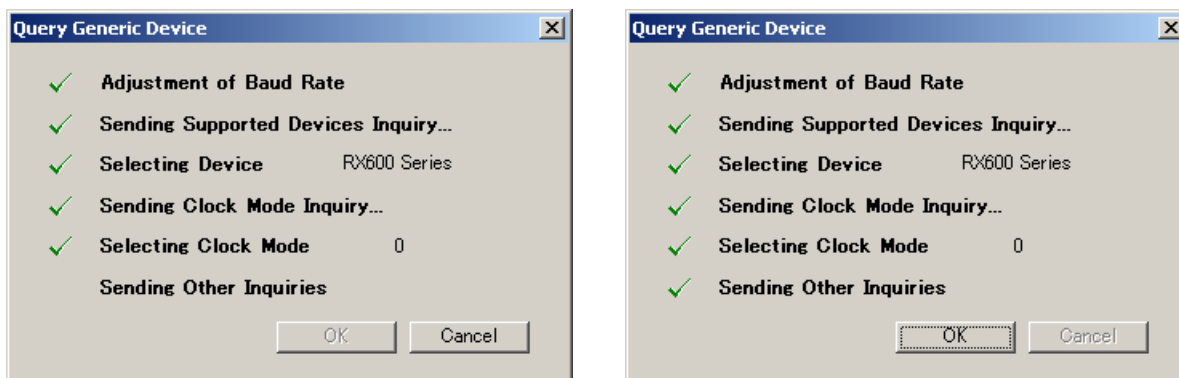 Query Generic Device
Adjustment of Baud Rate
Sending Supported Devices Inquiry...
Selecting Device RX600 Series
Sending Clock Mode Inquiry...
Selecting Clock Mode 0
Sending Other Inquiries
OK Cancel
Query Generic Device
Adjustment of Baud Rate
Sending Supported Devices Inquiry...
Selecting Device RX600 Series
Sending Clock Mode Inquiry...
Selecting Clock Mode 0
Sending Other Inquiries
OK Cancel